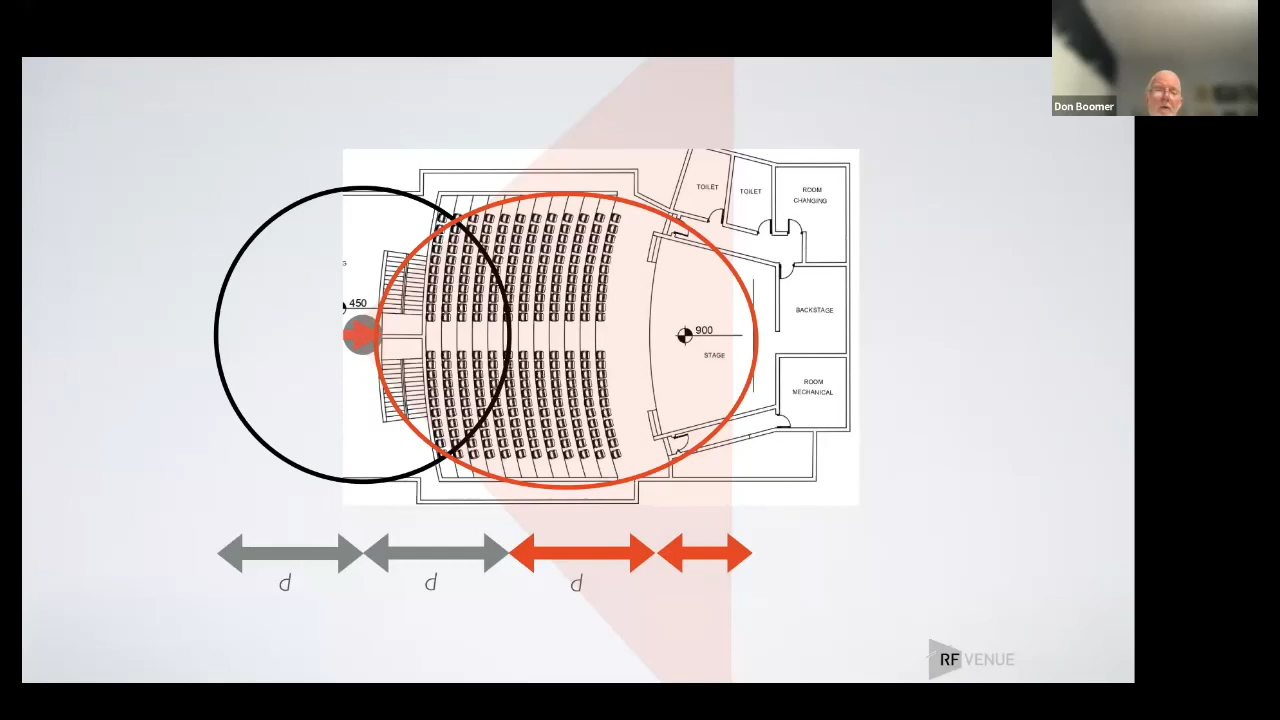 Don Boomer
TOILET
TOILET
ROOM
CHANGING
G
450
900
STAGE
BACKSTAGE
ROOM
MECHANICAL
d
d
d
RF VENUE